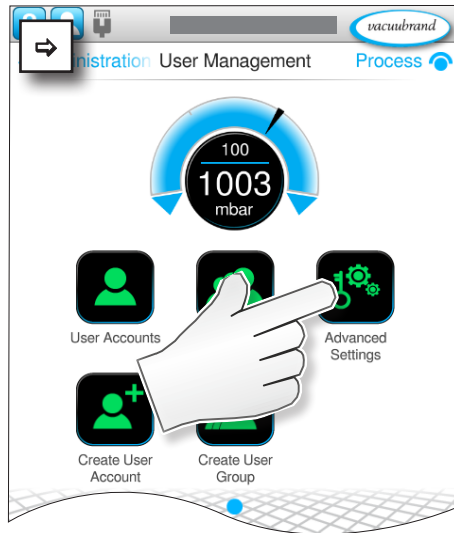 vacuubrand
nistration User Management Process
100
1003
mbar
User Accounts
Advanced
Settings
Create User
Account
Create User
Group